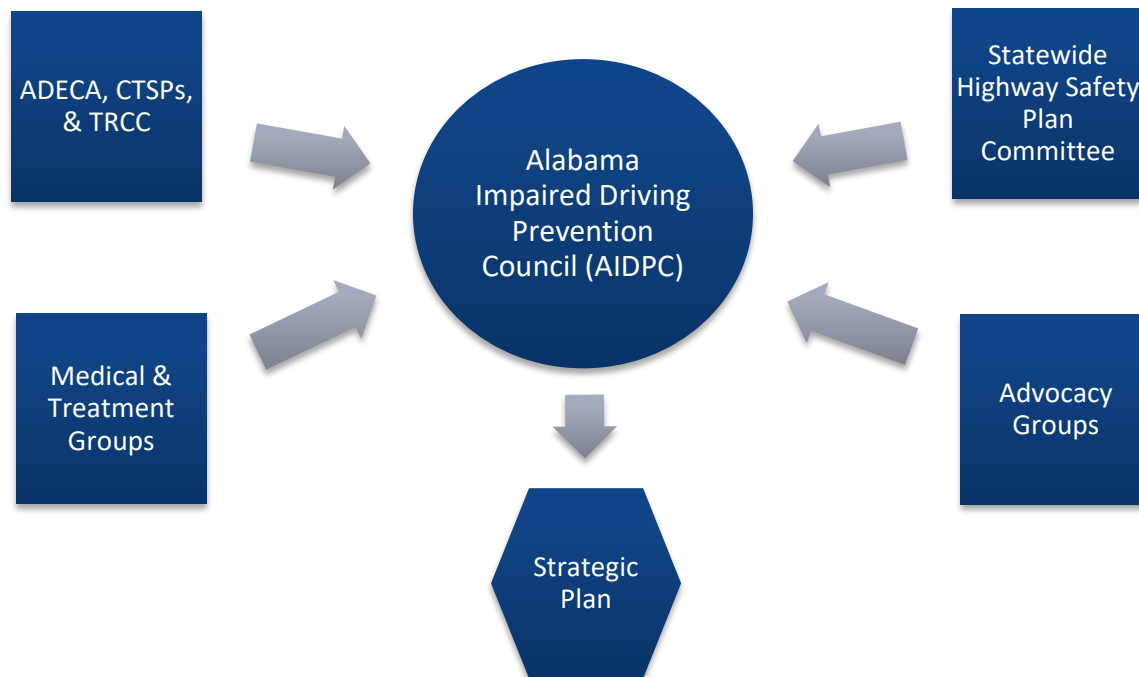 ADECA, CTSPs,
& TRCC
Statewide
Highway Safety
Plan
Committee
Alabama
Impaired Driving
Prevention
Council (AIDPC)
Medical &
Treatment
Groups
Advocacy
Groups
Strategic
Plan